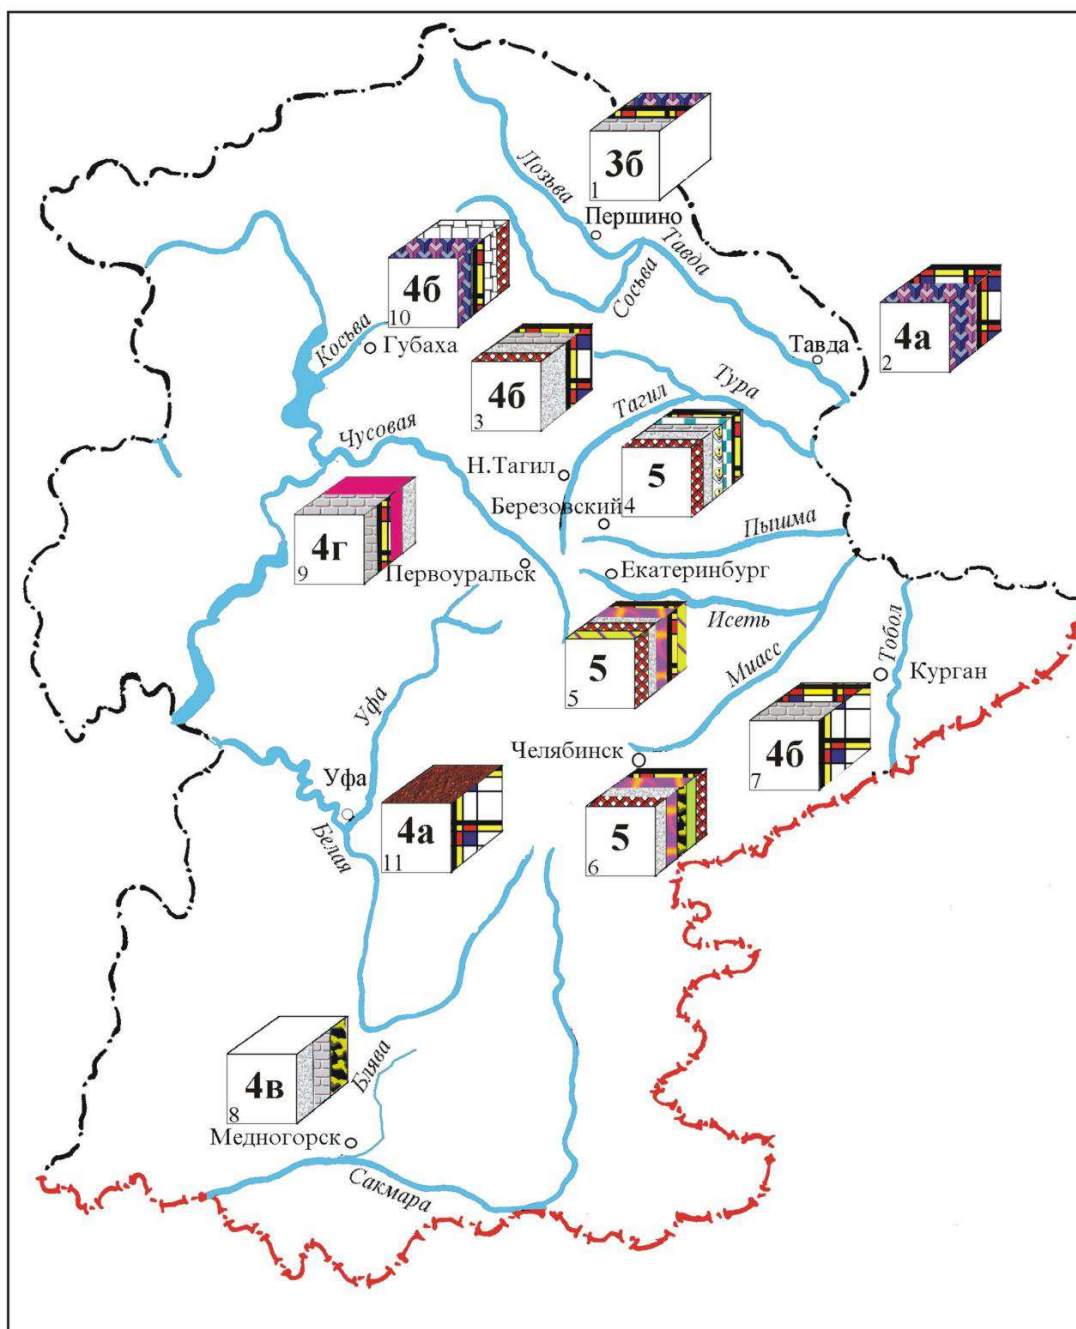 3б
1
Лозьва
Першино
Тавда
4б
10
Сосьва
4а
2
Косьва
Губаха
Тавда
4б
3
Тагил
Тура
Чусовая
5
Н.Тагил
Березовский 4
Пышма
4г
9
Первоуральск
Екатеринбург
Исеть
5
5
Миасс
Тобол
Курган
Уфа
4б
7
Челябинск
Уфа
Белая
4а
11
5
6
4в
8
Блява
Медногорск
Сакмара